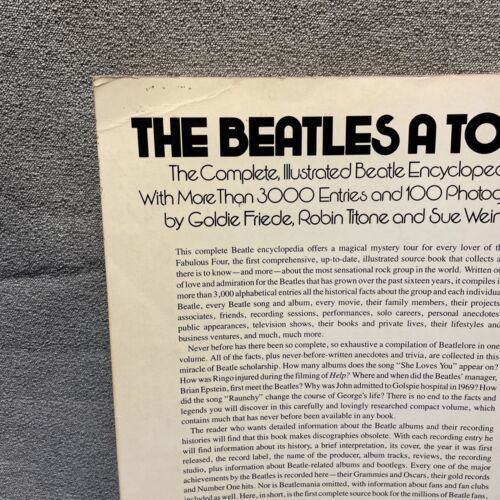 THE BEATLES A TO
The Complete, Illustrated Beatle Encycloped
With More Than 3000 Entries and 100 Photog
by Goldie Friede, Robin Titone and Sue Wein
This complete Beatle encyclopedia offers a magical mystery tour for every lover of th
Fabulous Four, the first comprehensive, up-to-date, illustrated source book that collects a
there is to know—and more—about the most sensational rock group in the world. Written ou
of love and admiration for the Beatles that has grown over the past sixteen years, it compiles i
more than 3,000 alphabetical entries all the historical facts about the group and each individua
Beatle, every Beatle song and album, every movie, their family members, their projects
associates, friends, recording sessions, performances, solo careers, personal anecdotes
public appearances, television shows, their books and private lives, their lifestyles and
business ventures, and much, much more.
Never before has there been so complete, so exhaustive a compilation of Beatlelore in one
volume. All of the facts, plus never-before-written anecdotes and trivia, are collected in this
miracle of Beatle scholarship. How many albums does the song "She Loves You" appear on?
How was Ringo injured during the filming of Help? Where and when did the Beatles' manager,
Brian Epstein, first meet the Beatles? Why was John admitted to Golspie hospital in 1969? How
did the song "Raunchy" change the course of George's life? There is no end to the facts and
legends you will discover in this carefully and lovingly researched compact volume, which
contains much that has never before been available in any book.
The reader who wants detailed information about the Beatles and their recording
histories will find that this book makes discographies obsolete. With each recording entry he
will find information about its history, a brief interpretation, its cover, the year it was first
released, the record label, the name of the producer, album tracks, reviews, the recording
studio, plus information about Beatle-related albums and bootlegs. Every one of the major
achievements by the Beatles is recorded here—their Grammies and Oscars, their gold records
and Number One hits. Nor is Beatlemania omitted, with information about fans and clubs
included as well. Here, in short, is the first complete source book for the millions of Beatle fans